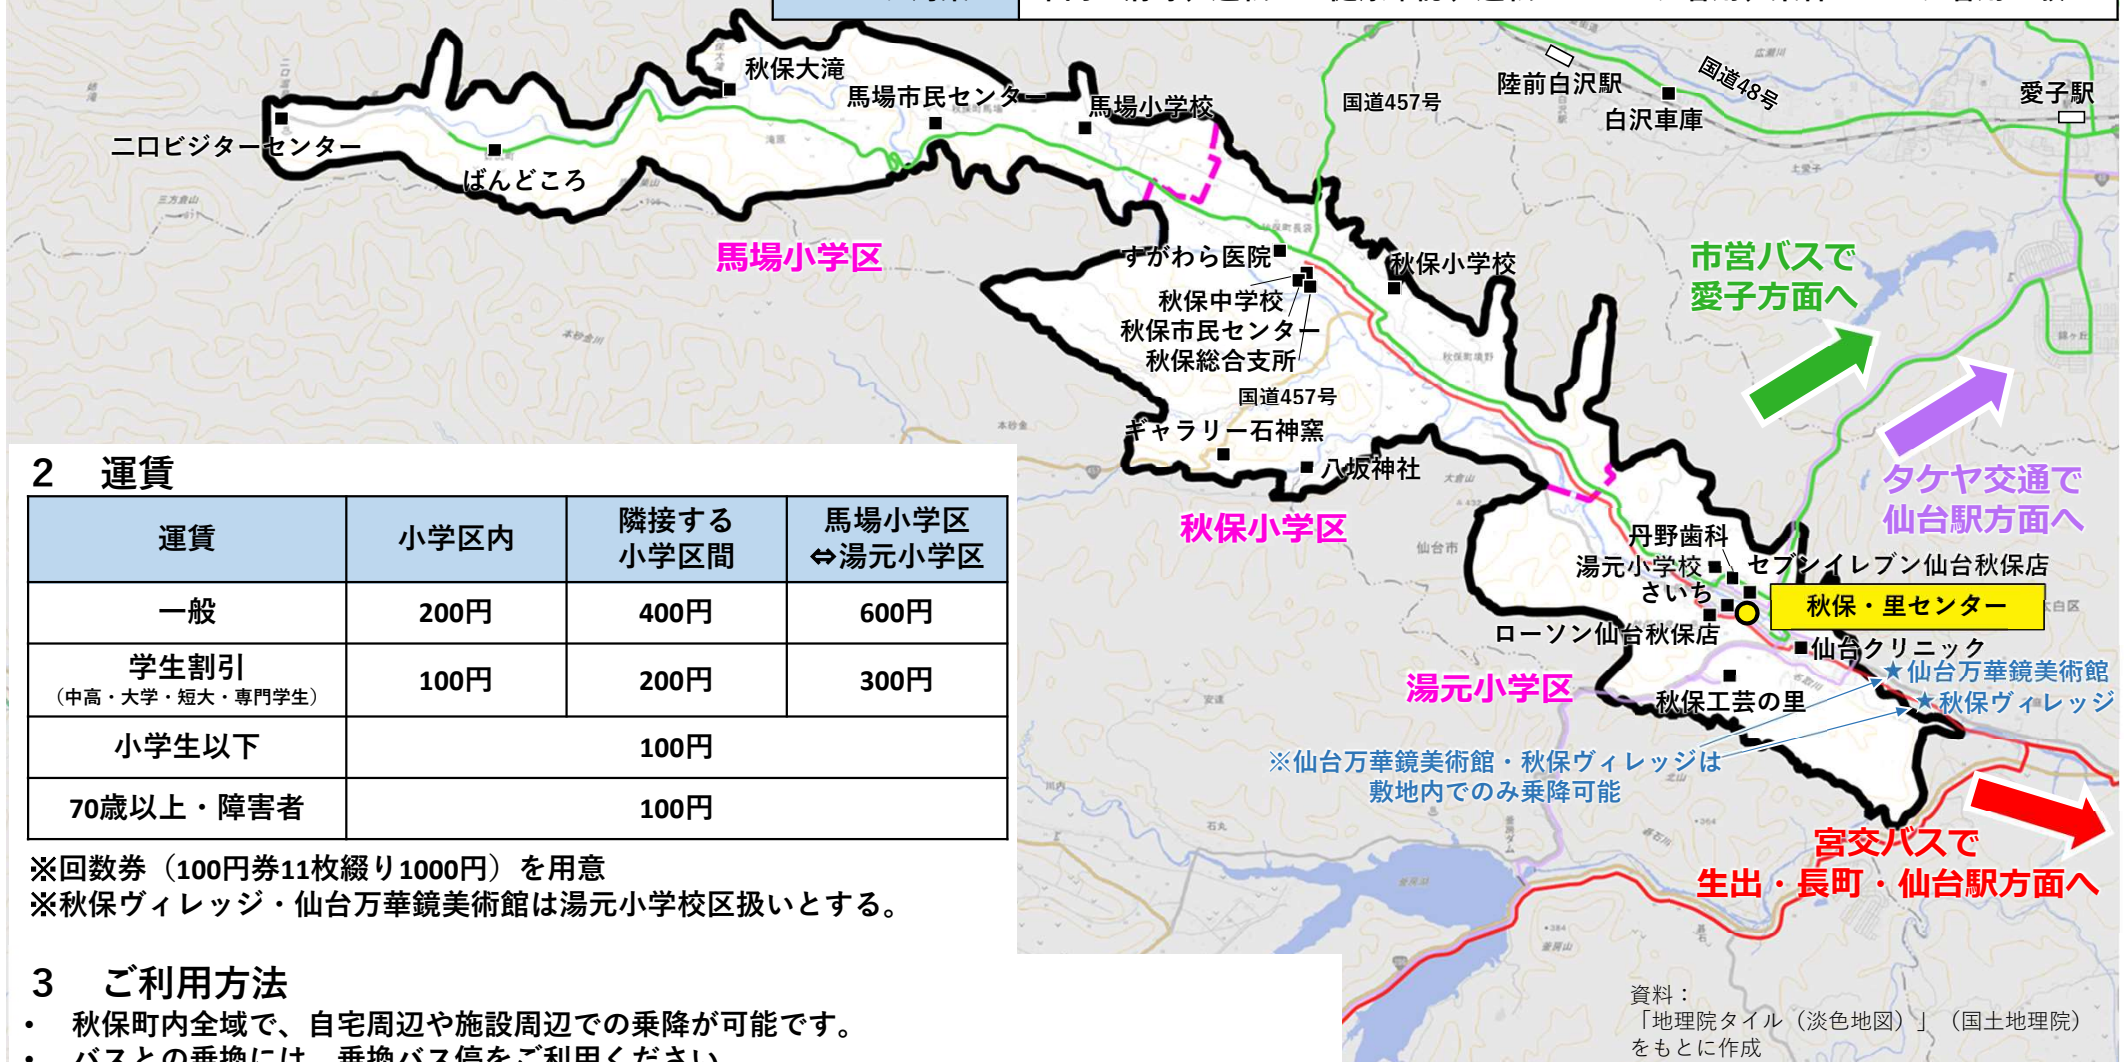 秋保大滝
馬場市民センター
馬場小学校
二口ビジターセンター
ばんどころ
国道457号
陸前白沢駅
国道48号
白沢車庫
愛子駅
馬場小学区
すがわら医院
秋保小学校
秋保中学校
秋保市民センター
秋保総合支所
国道457号
ギャラリー石神窯
八坂神社
秋保小学区
市営バスで
愛子方面へ
タケヤ交通で
仙台駅方面へ
丹野歯科
湯元小学校
セブンイレブン仙台秋保店
さいち
秋保・里センター
ローソン仙台秋保店
仙台クリニック
湯元小学区
秋保工芸の里
★仙台万華鏡美術館
★秋保ヴィレッジ
※仙台万華鏡美術館・秋保ヴィレッジは
敷地内でのみ乗降可能
宮交バスで
生出・長町・仙台駅方面へ
2 運賃
運賃 小学区内 隣接する小学区間 馬場小学区⇔湯元小学区
一般 200円 400円 600円
学生割引（中高・大学・短大・専門学生） 100円 200円 300円
小学生以下 100円
70歳以上・障害者 100円
※回数券（100円券11枚綴り1000円）を用意
※秋保ヴィレッジ・仙台万華鏡美術館は湯元小学校区扱いとする。
3 ご利用方法
• 秋保町内全域で、自宅周辺や施設周辺での乗降が可能です。
• バスとの乗換には、乗換バス停をご利用ください
資料：
「地理院タイル（淡色地図）」（国土地理院）
をもとに作成